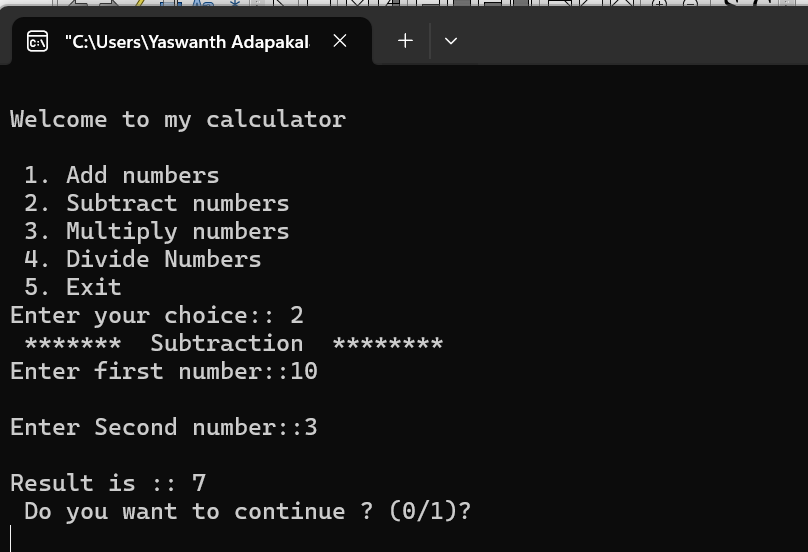 "C:\Users\Yaswanth Adapakal
Welcome to my calculator
1. Add numbers
2. Subtract numbers
3. Multiply numbers
4. Divide Numbers
5. Exit
Enter your choice:: 2
******* Subtraction ********
Enter first number::10
Enter Second number::3
Result is :: 7
Do you want to continue ? (0/1)?